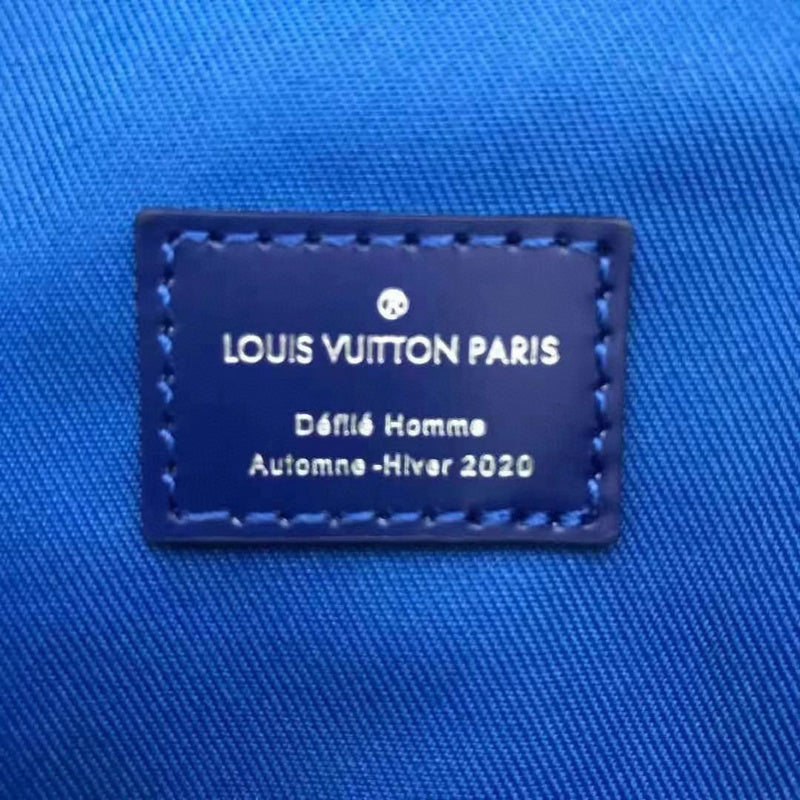 LOUIS VUITTON PARIS
Défilé Homme
Automne-Hiver 2020